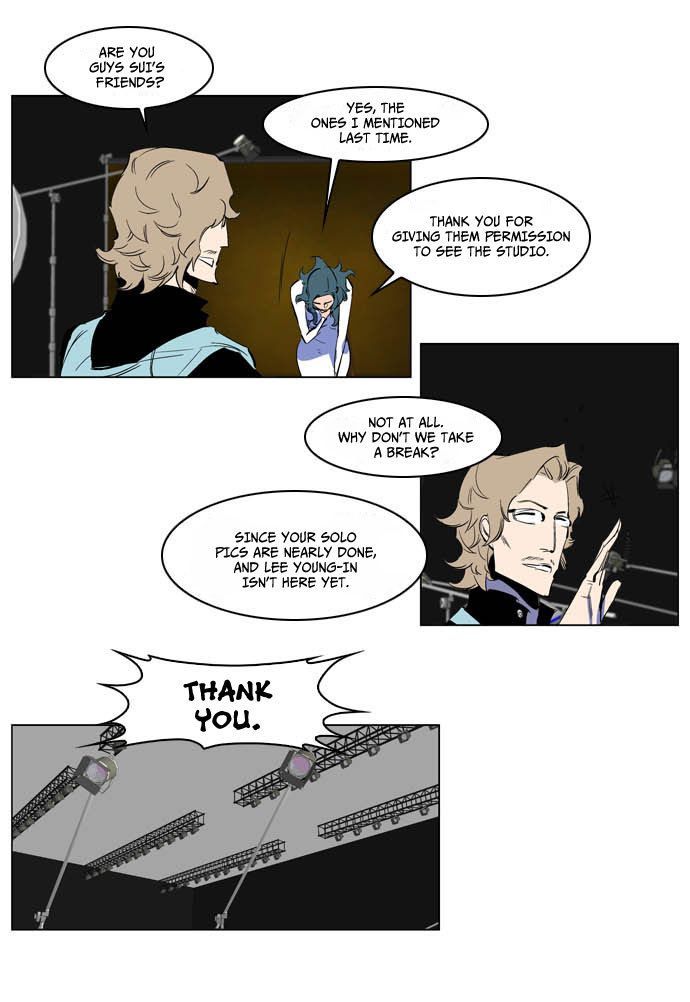 ARE YOU
GUYS SUI'S
FRIENDS?
YES, THE
ONES I MENTIONED
LAST TIME.
THANK YOU FOR
GIVING THEM PERMISSION
TO SEE THE STUDIO.
NOT AT ALL.
WHY DON'T WE TAKE
A BREAK?
SINCE YOUR SOLO
PICS ARE NEARLY DONE,
AND LEE YOUNG-IN
ISN'T HERE YET.
THANK
YOU.